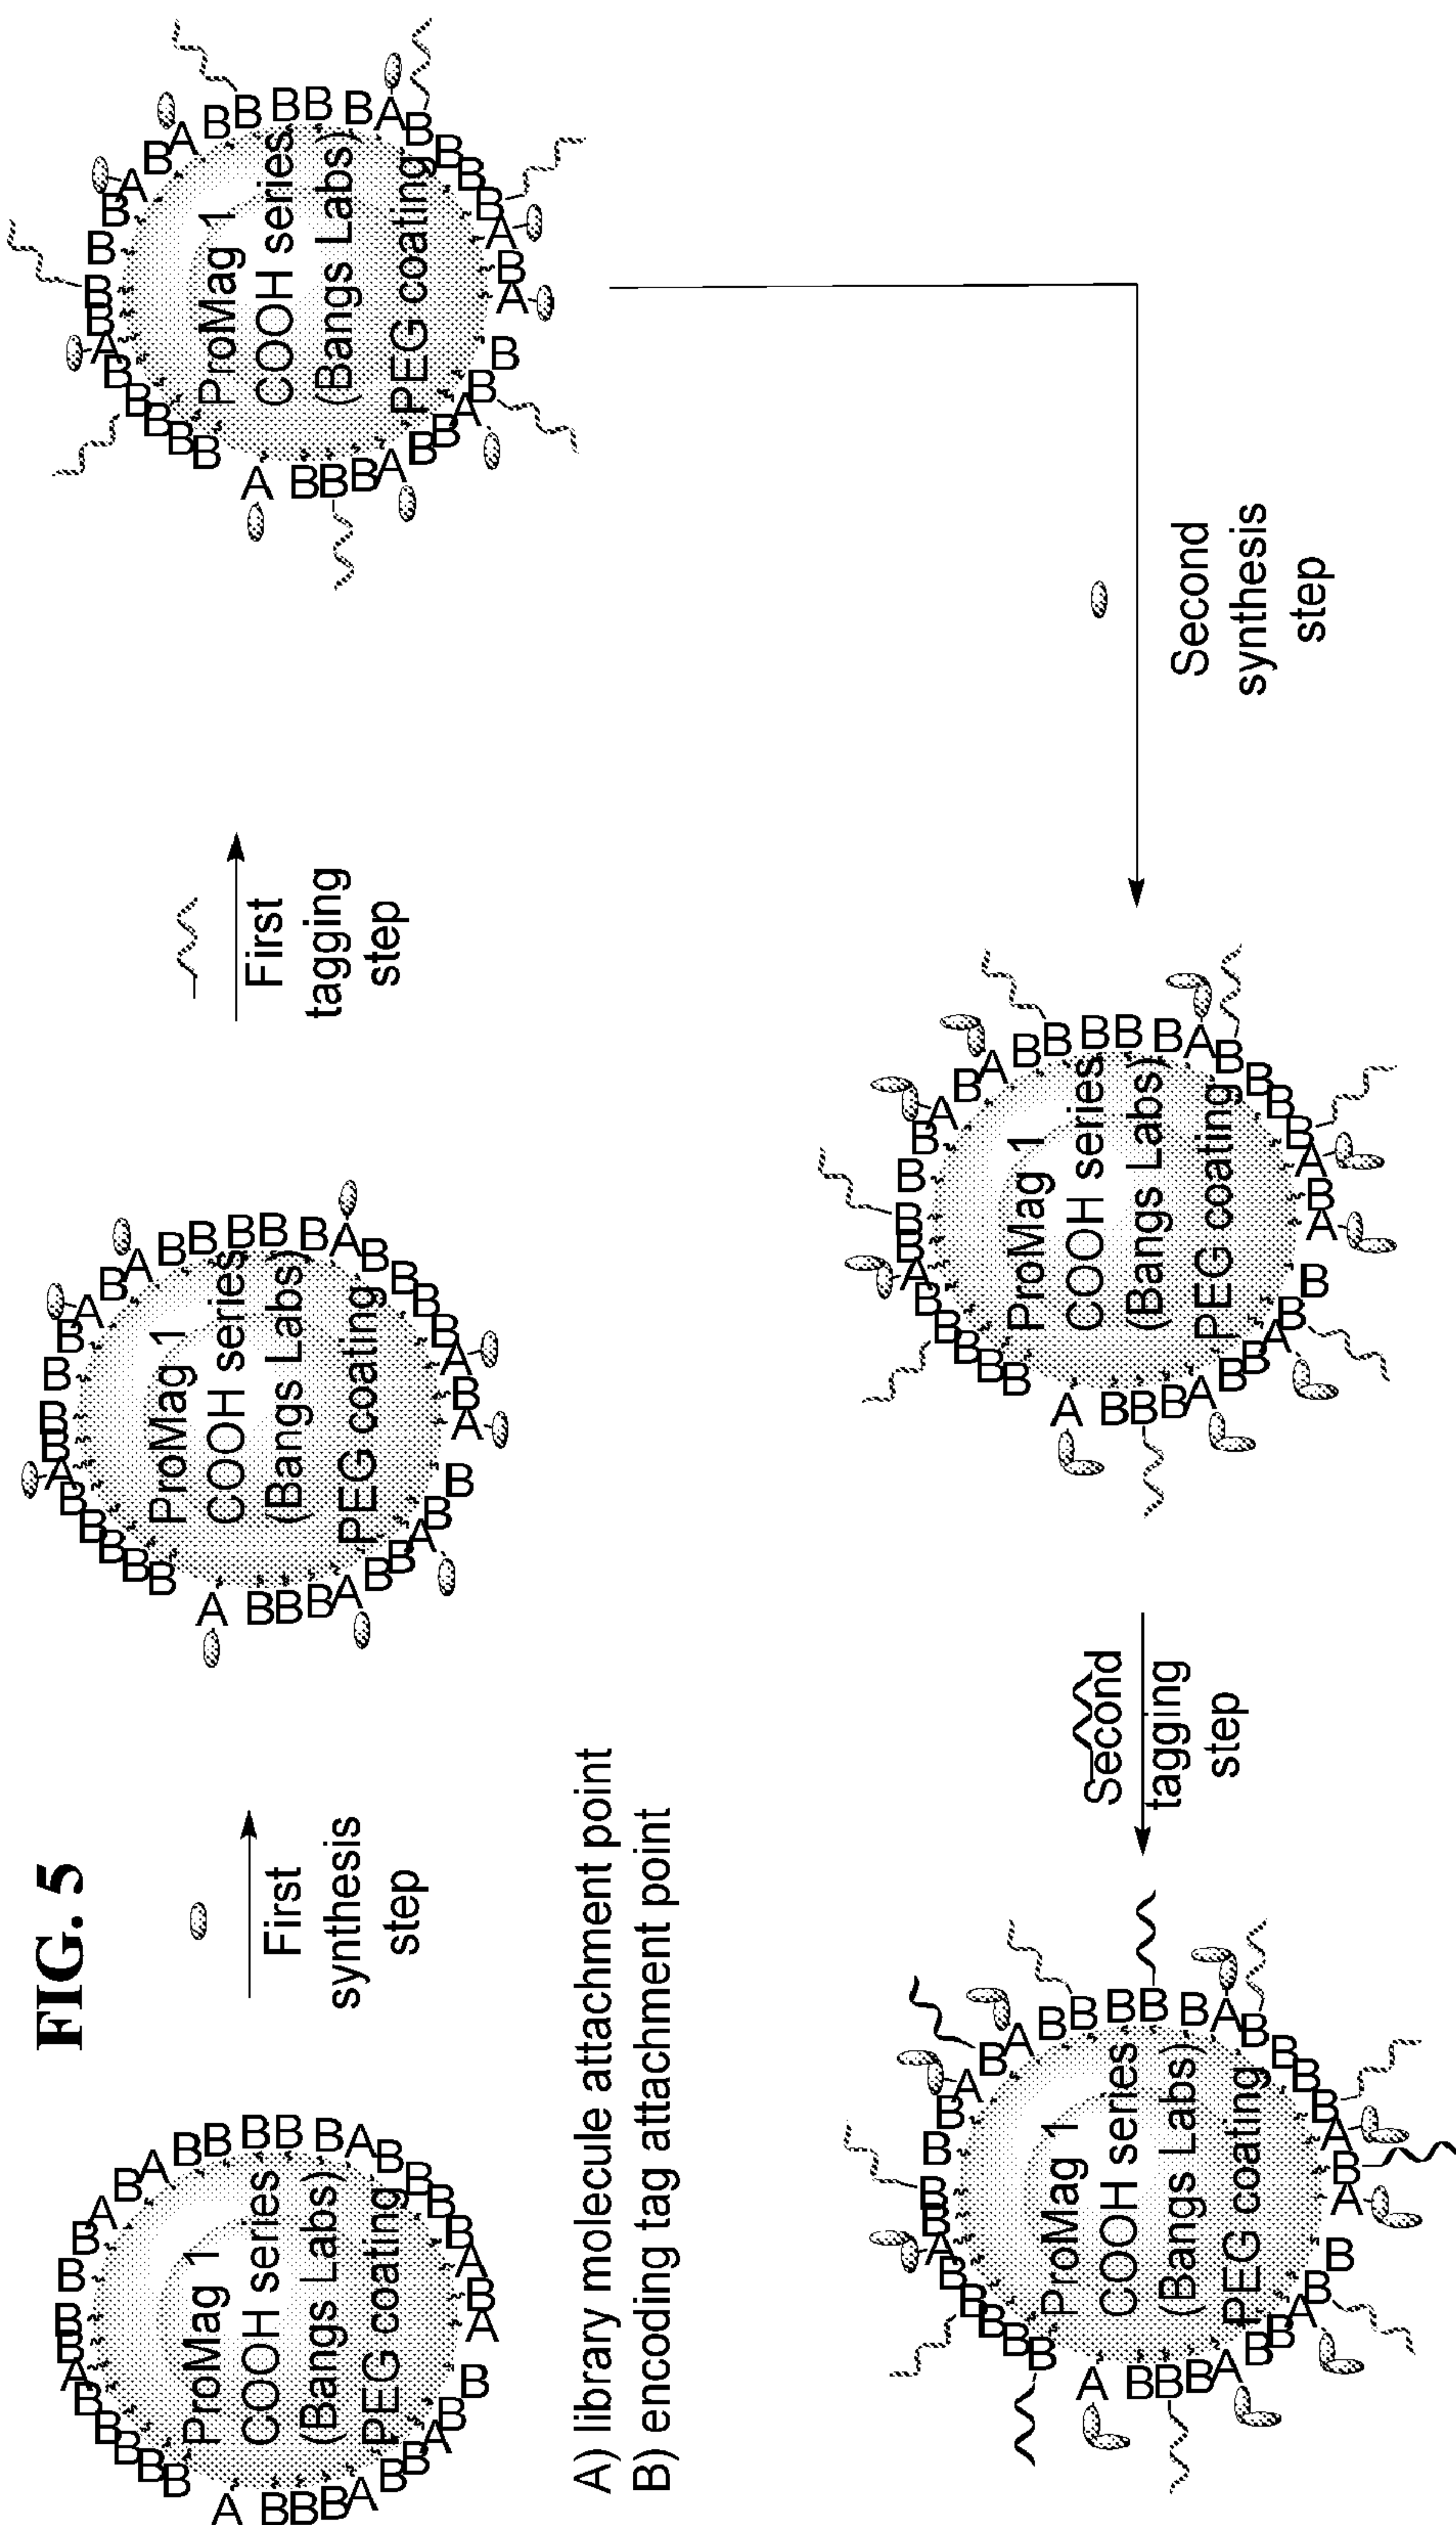 FIG. 5
ProMag 1
COOH series
(Bangs Labs)
PEG coating
First
synthesis
step
ProMag 1
COOH series
(Bangs Labs)
PEG coating
First
tagging
step
ProMag 1
COOH series
(Bangs Labs)
PEG coating
A) library molecule attachment point
B) encoding tag attachment point
Second
synthesis
step
ProMag 1
COOH series
(Bangs Labs)
PEG coating
Second
tagging
step
ProMag 1
COOH series
(Bangs Labs)
PEG coating